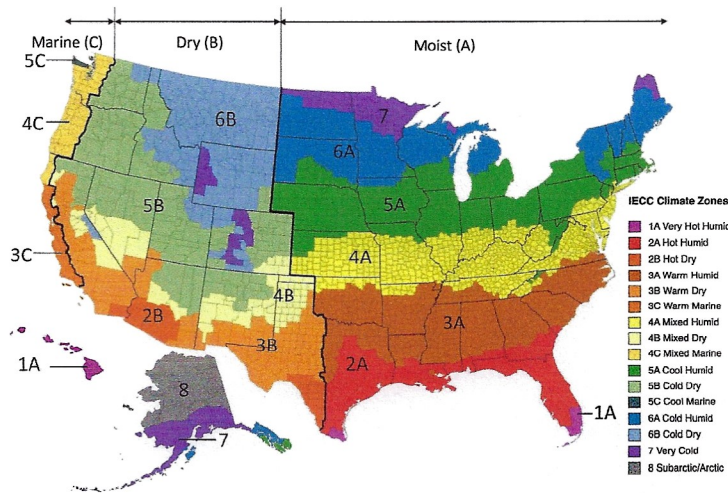 Marine (C)
Dry (B)
Moist (A)
5C
4C
6B
7
6A
5B
5A
3C
4A
4B
2B
3B
3A
1A
2A
8
1A
7
IECC Climate Zones
1A Very Hot Humid
2A Hot Humid
2B Hot Dry
3A Warm Humid
3B Warm Dry
3C Warm Marine
4A Mixed Humid
4B Mixed Dry
4C Mixed Marine
5A Cool Humid
5B Cold Dry
5C Cool Marine
6A Cold Humid
6B Cold Dry
7 Very Cold
8 Subarctic/Arctic